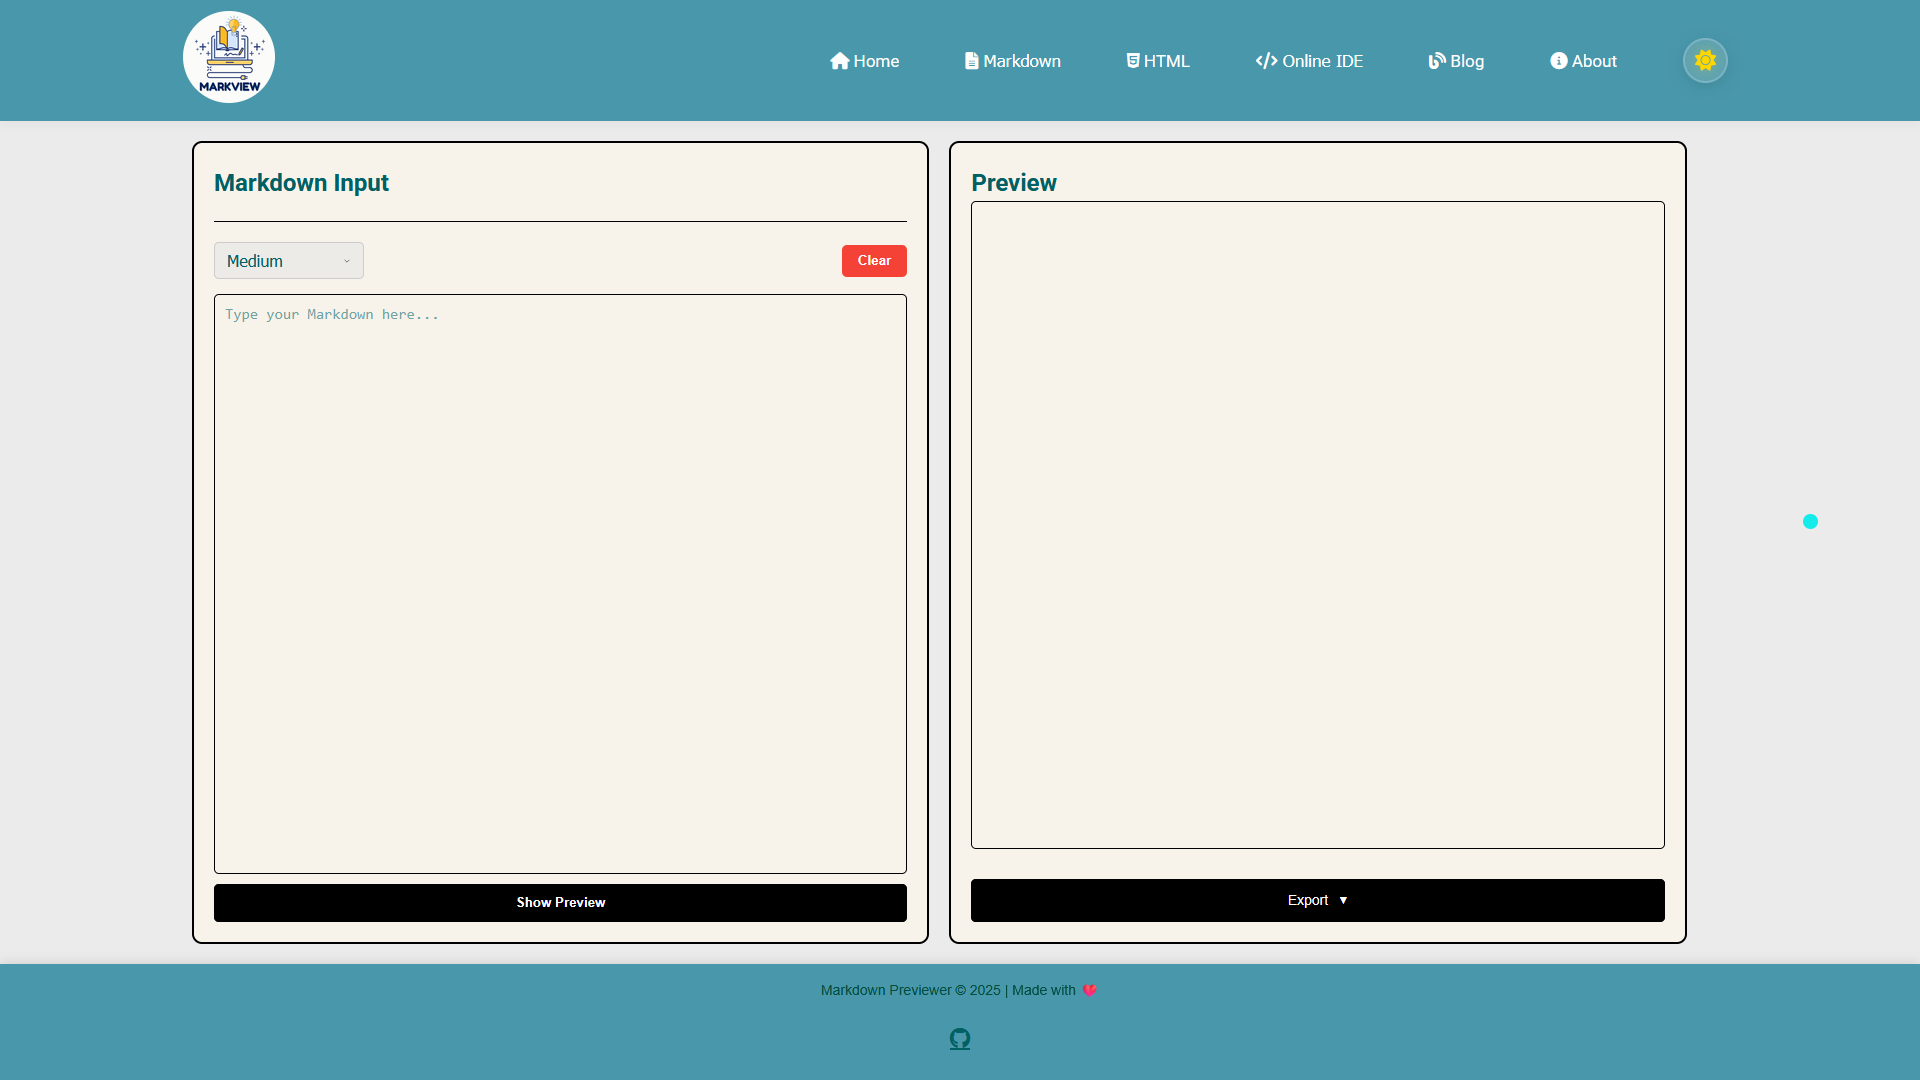 MARKVIEW
Home
Markdown
HTML
Online IDE
Blog
About
Markdown Input
Medium
Clear
Type your Markdown here...
Show Preview
Preview
Export ▼
Markdown Previewer © 2025 | Made with ❤️